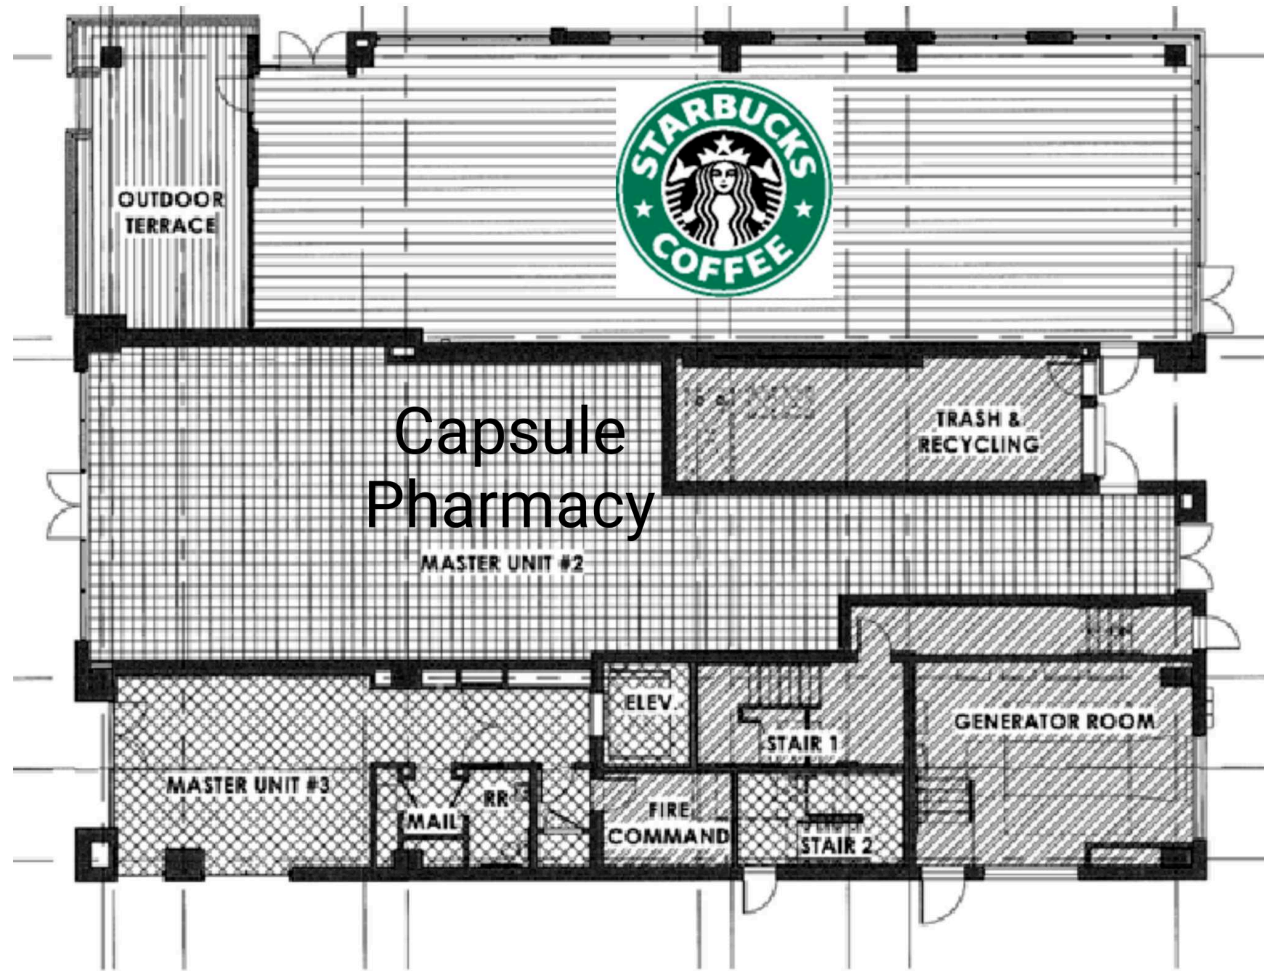 STARBUCKS
COFFEE
OUTDOOR
TERRACE
Capsule
Pharmacy
MASTER UNIT #2
TRASH &
RECYCLING
ELEV.
STAIR 1
GENERATOR ROOM
MASTER UNIT #3
MAIL
RR
FIRE
COMMAND
STAIR 2